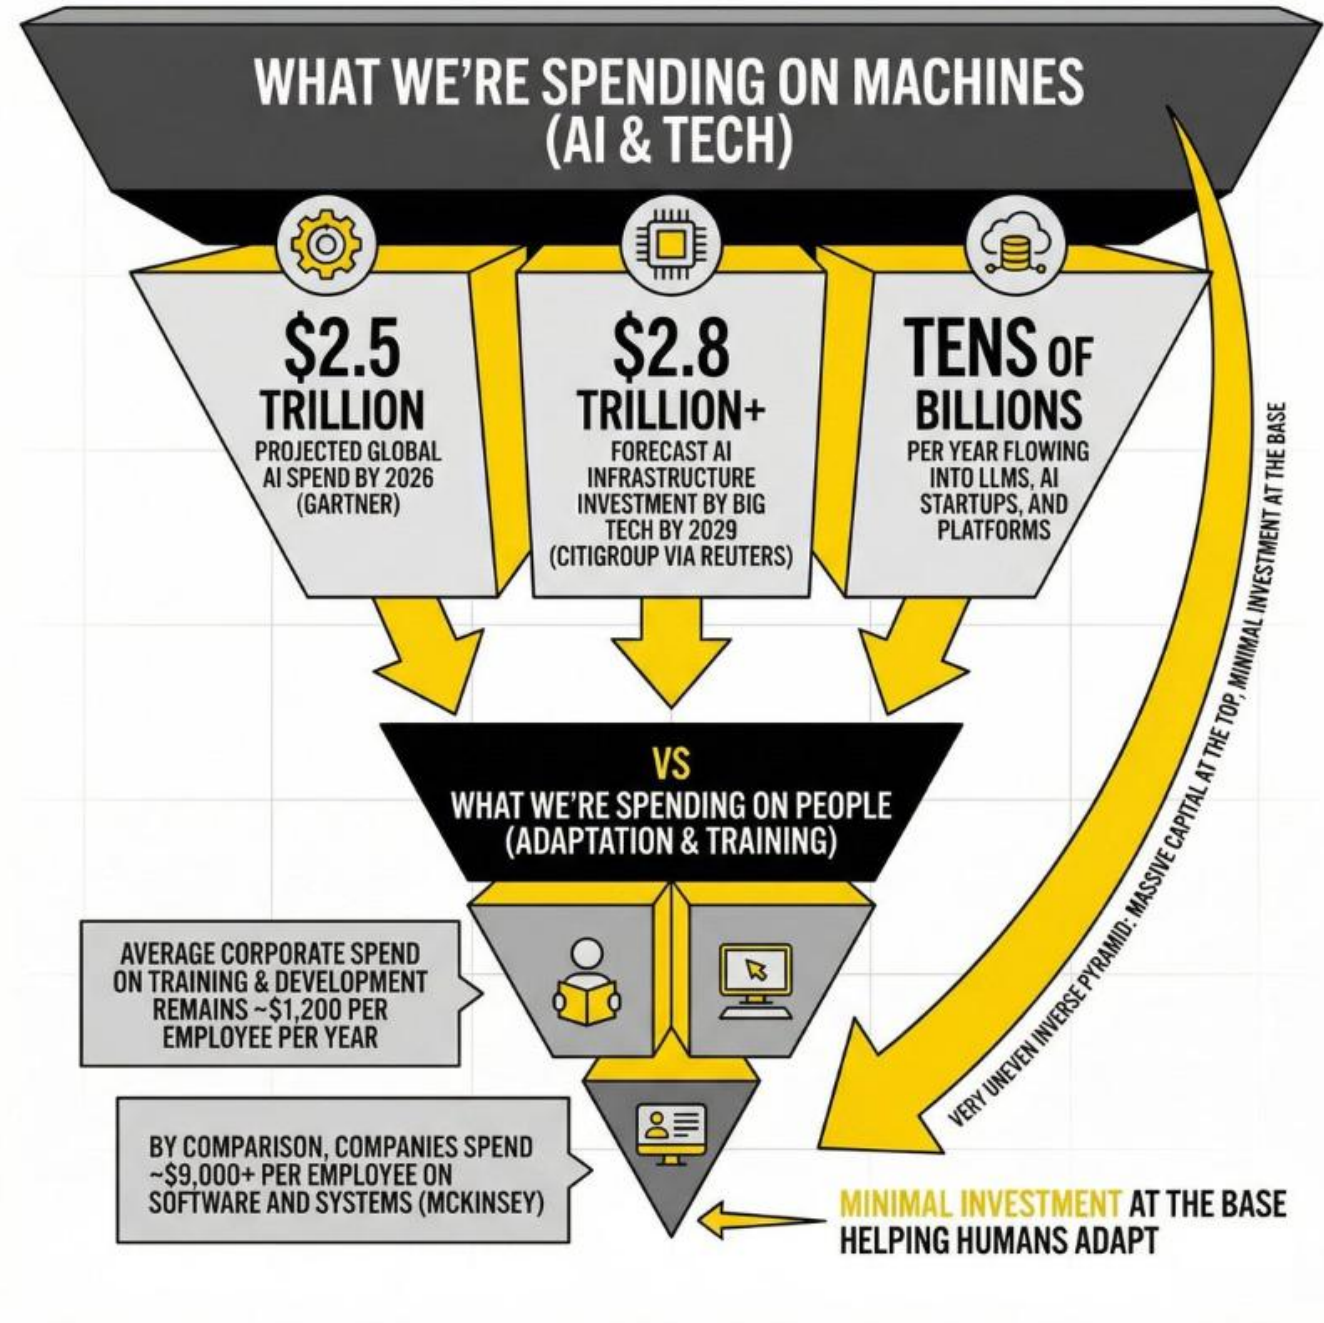 WHAT WE'RE SPENDING ON MACHINES
(AI & TECH)
$2.5
TRILLION
PROJECTED GLOBAL
AI SPEND BY 2026
(GARTNER)
$2.8
TRILLION+
FORECAST AI
INFRASTRUCTURE
INVESTMENT BY BIG
TECH BY 2029
(CITIGROUP VIA REUTERS)
TENS OF
BILLIONS
PER YEAR FLOWING
INTO LLMS, AI
STARTUPS, AND
PLATFORMS
VERY UNEVEN INVERSE PYRAMID: MASSIVE CAPITAL AT THE TOP, MINIMAL INVESTMENT AT THE BASE
VS
WHAT WE'RE SPENDING ON PEOPLE
(ADAPTATION & TRAINING)
AVERAGE CORPORATE SPEND
ON TRAINING & DEVELOPMENT
REMAINS ~$1,200 PER
EMPLOYEE PER YEAR
BY COMPARISON, COMPANIES SPEND
~$9,000+ PER EMPLOYEE ON
SOFTWARE AND SYSTEMS (MCKINSEY)
MINIMAL INVESTMENT AT THE BASE
HELPING HUMANS ADAPT